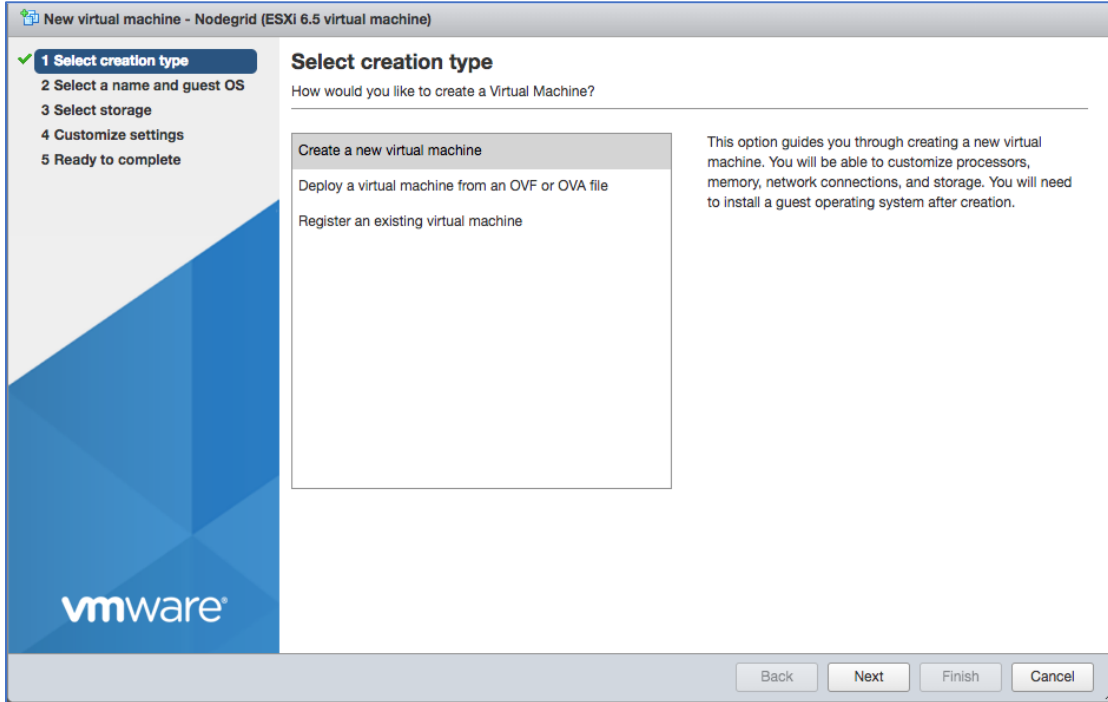 New virtual machine - Nodegrid (ESXi 6.5 virtual machine)
1 Select creation type
2 Select a name and guest OS
3 Select storage
4 Customize settings
5 Ready to complete
Select creation type
How would you like to create a Virtual Machine?
Create a new virtual machine
Deploy a virtual machine from an OVF or OVA file
Register an existing virtual machine
This option guides you through creating a new virtual
machine. You will be able to customize processors,
memory, network connections, and storage. You will need
to install a guest operating system after creation.
vmware®
Back Next Finish Cancel